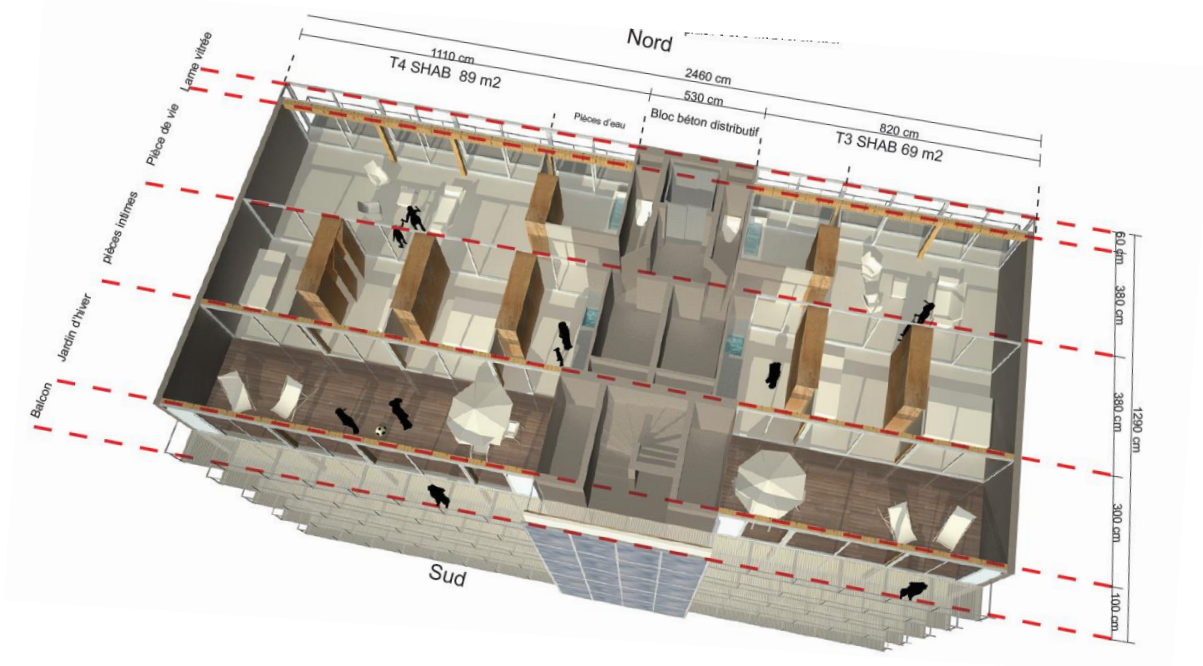 Nord
2460 cm
1110 cm
T4 SHAB 89 m2
530 cm
820 cm
Pièces d'eau
Bloc béton distributif
T3 SHAB 69 m2
Lame vitrée
Pièce de vie
pièces intimes
Jardin d'hiver
Balcon
60 cm
380 cm
380 cm
300 cm
100 cm
1290 cm
Sud